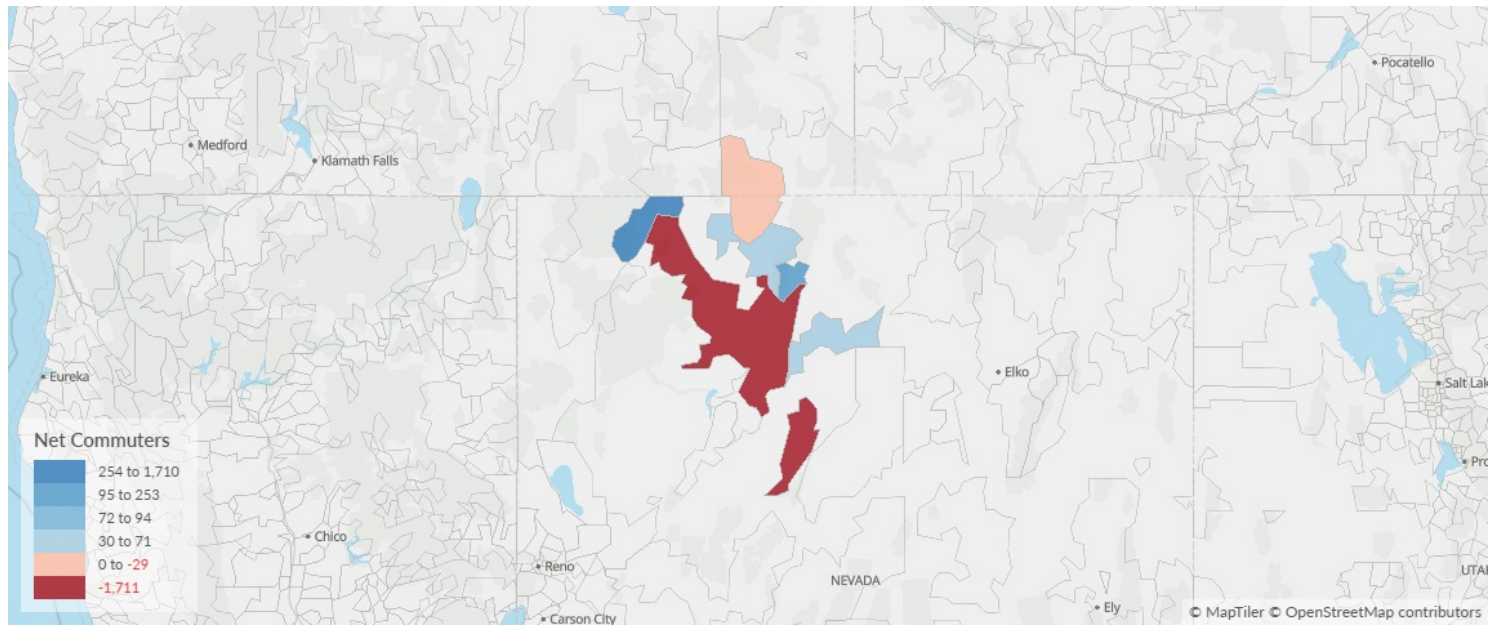 Pocatello
Medford
Klamath Falls
Eureka
Elko
Salt Lak
Net Commuters
254 to 1,710
95 to 253
72 to 94
30 to 71
0 to -29
-1,711
Pro
Chico
Reno
NEVADA
UTA
Ely
Carson City
© MapTiler © OpenStreetMap contributors